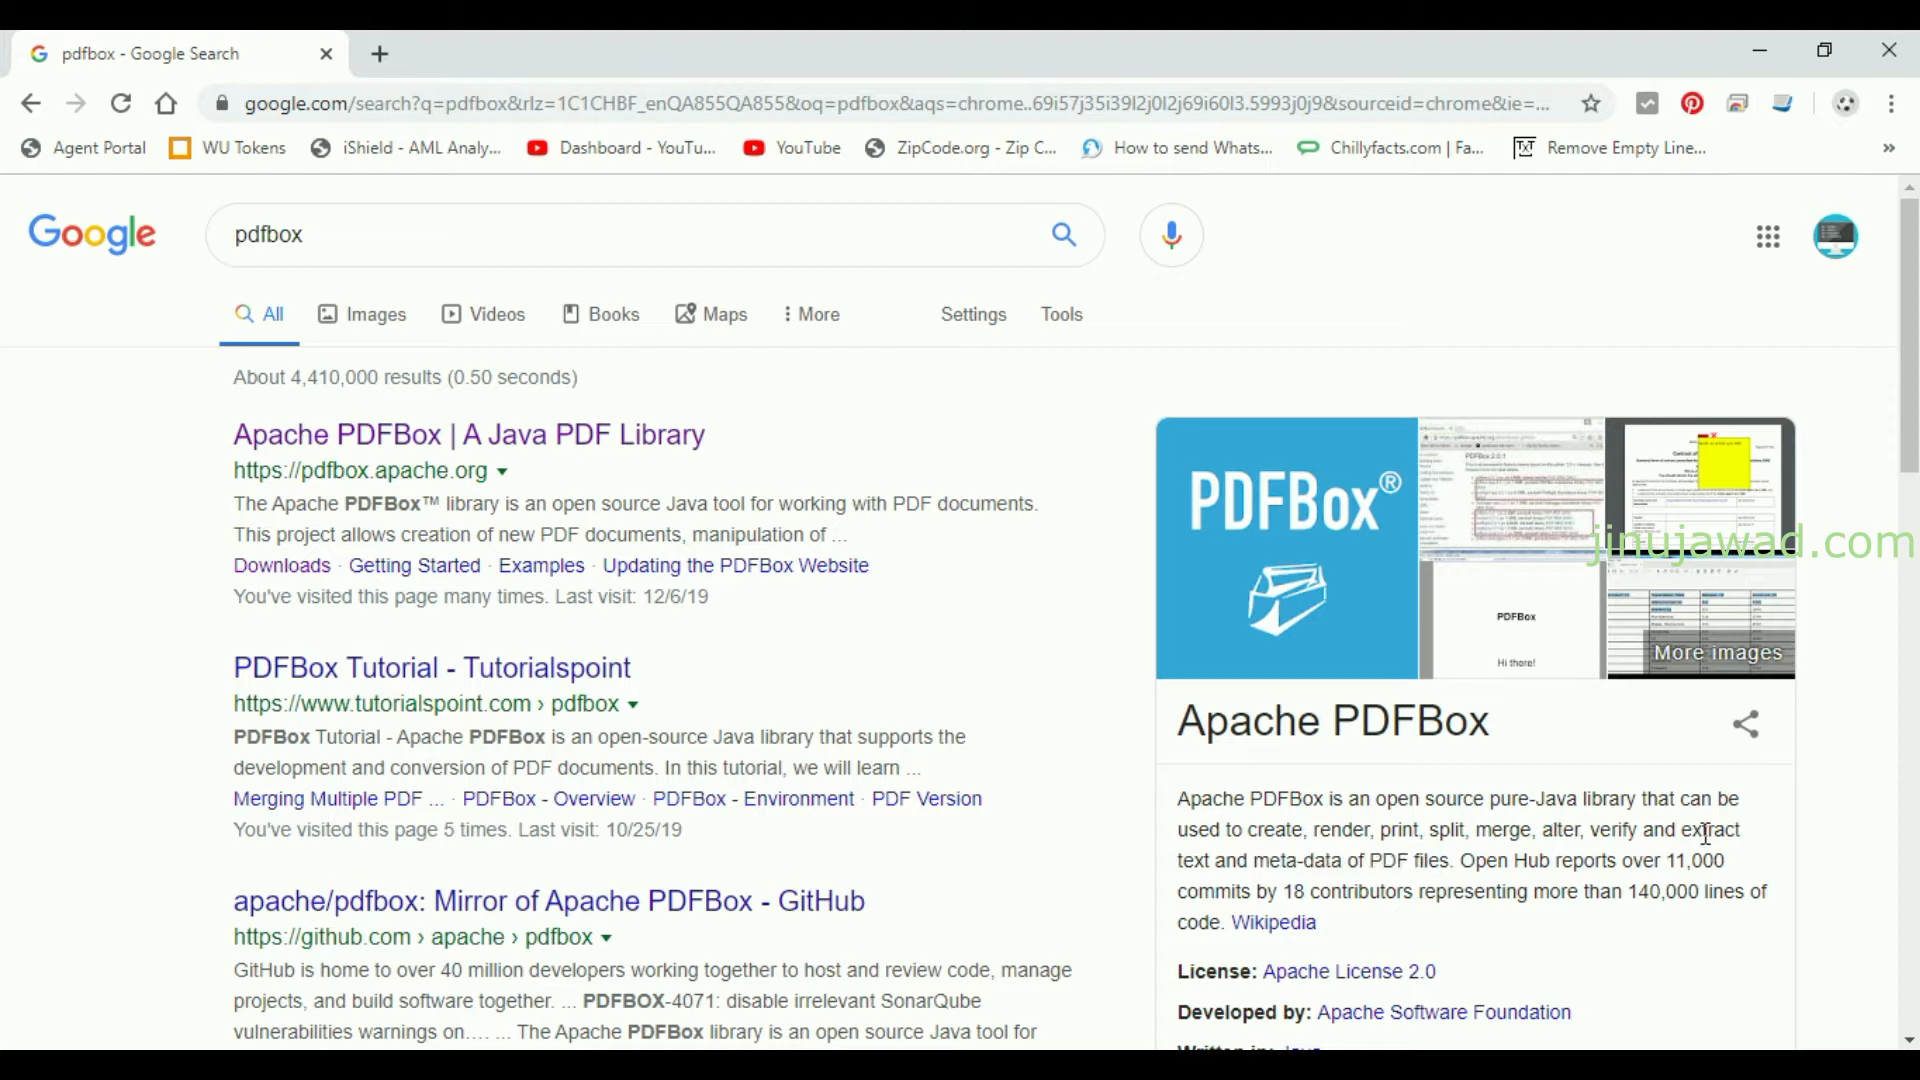 pdfbox - Google Search
google.com/search?q=pdfbox&rlz=1C1CHBF_enQA855QA855&oq=pdfbox&aqs=chrome..69i57j35i39l2j0l2j69i60l3.5993j0j9&sourceid=chrome&ie=...
Agent Portal WU Tokens iShield - AML Analy... Dashboard - YouTu... YouTube ZipCode.org - Zip C... How to send Whats... Chillyfacts.com | Fa... Remove Empty Line... »
Google pdfbox
All Images Videos Books Maps More Settings Tools
About 4,410,000 results (0.50 seconds)
Apache PDFBox | A Java PDF Library
https://pdfbox.apache.org
The Apache PDFBox™ library is an open source Java tool for working with PDF documents.
This project allows creation of new PDF documents, manipulation of ...
Downloads · Getting Started · Examples · Updating the PDFBox Website
You've visited this page many times. Last visit: 12/6/19
PDFBox Tutorial - Tutorialspoint
https://www.tutorialspoint.com › pdfbox
PDFBox Tutorial - Apache PDFBox is an open-source Java library that supports the
development and conversion of PDF documents. In this tutorial, we will learn ...
Merging Multiple PDF ... · PDFBox - Overview · PDFBox - Environment · PDF Version
You've visited this page 5 times. Last visit: 10/25/19
apache/pdfbox: Mirror of Apache PDFBox - GitHub
https://github.com › apache › pdfbox
GitHub is home to over 40 million developers working together to host and review code, manage
projects, and build software together. ... PDFBOX-4071: disable irrelevant SonarQube
vulnerabilities warnings on.... ... The Apache PDFBox library is an open source Java tool for
PDFBox®
PDFBox 2.0.1
PDFBox
Hi there!
jinujawad.com
More images
Apache PDFBox
Apache PDFBox is an open source pure-Java library that can be
used to create, render, print, split, merge, alter, verify and extract
text and meta-data of PDF files. Open Hub reports over 11,000
commits by 18 contributors representing more than 140,000 lines of
code. Wikipedia
License: Apache License 2.0
Developed by: Apache Software Foundation
Written in: Java